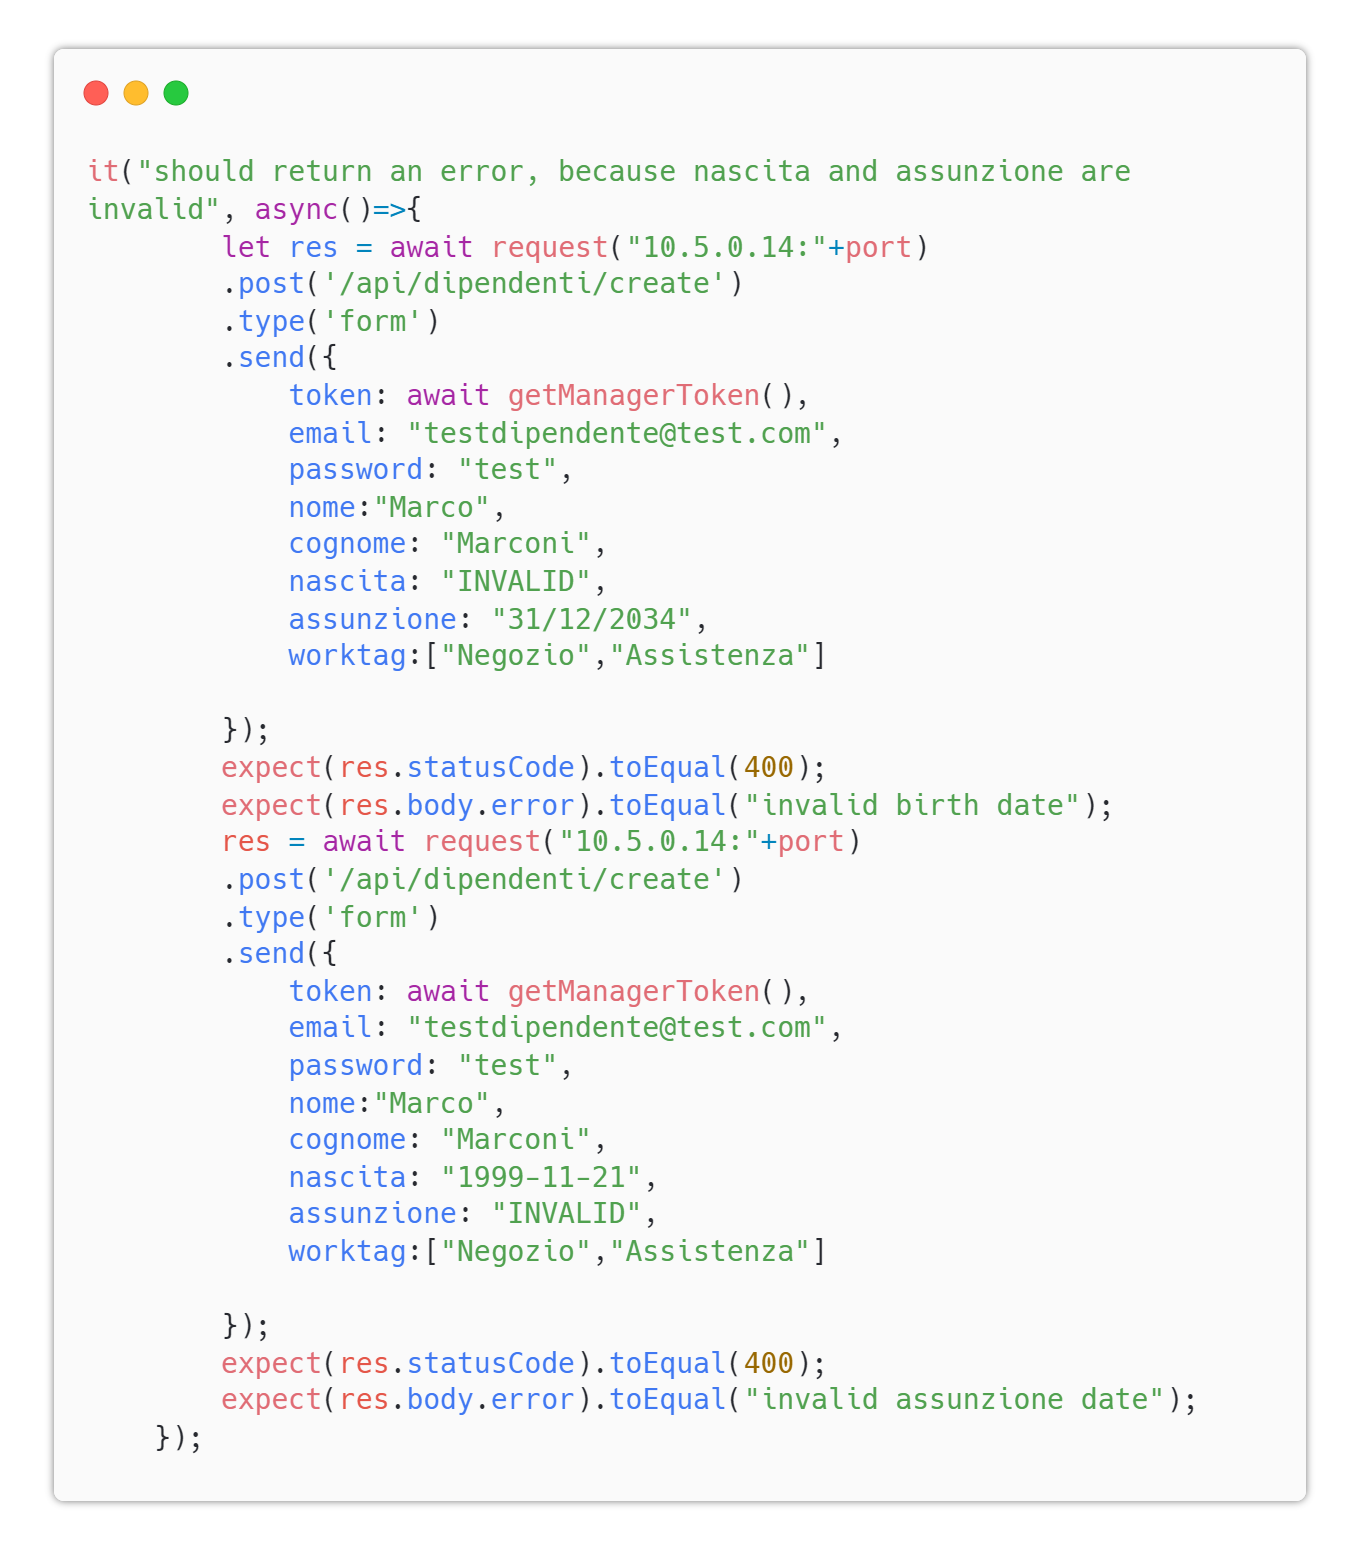 it("should return an error, because nascita and assunzione are
invalid", async()=>{
        let res = await request("10.5.0.14:"+port)
        .post('/api/dipendenti/create')
        .type('form')
        .send({
            token: await getManagerToken(),
            email: "testdipendente@test.com",
            password: "test",
            nome:"Marco",
            cognome: "Marconi",
            nascita: "INVALID",
            assunzione: "31/12/2034",
            worktag:["Negozio","Assistenza"]

        });
        expect(res.statusCode).toEqual(400);
        expect(res.body.error).toEqual("invalid birth date");
        res = await request("10.5.0.14:"+port)
        .post('/api/dipendenti/create')
        .type('form')
        .send({
            token: await getManagerToken(),
            email: "testdipendente@test.com",
            password: "test",
            nome:"Marco",
            cognome: "Marconi",
            nascita: "1999-11-21",
            assunzione: "INVALID",
            worktag:["Negozio","Assistenza"]

        });
        expect(res.statusCode).toEqual(400);
        expect(res.body.error).toEqual("invalid assunzione date");
    });